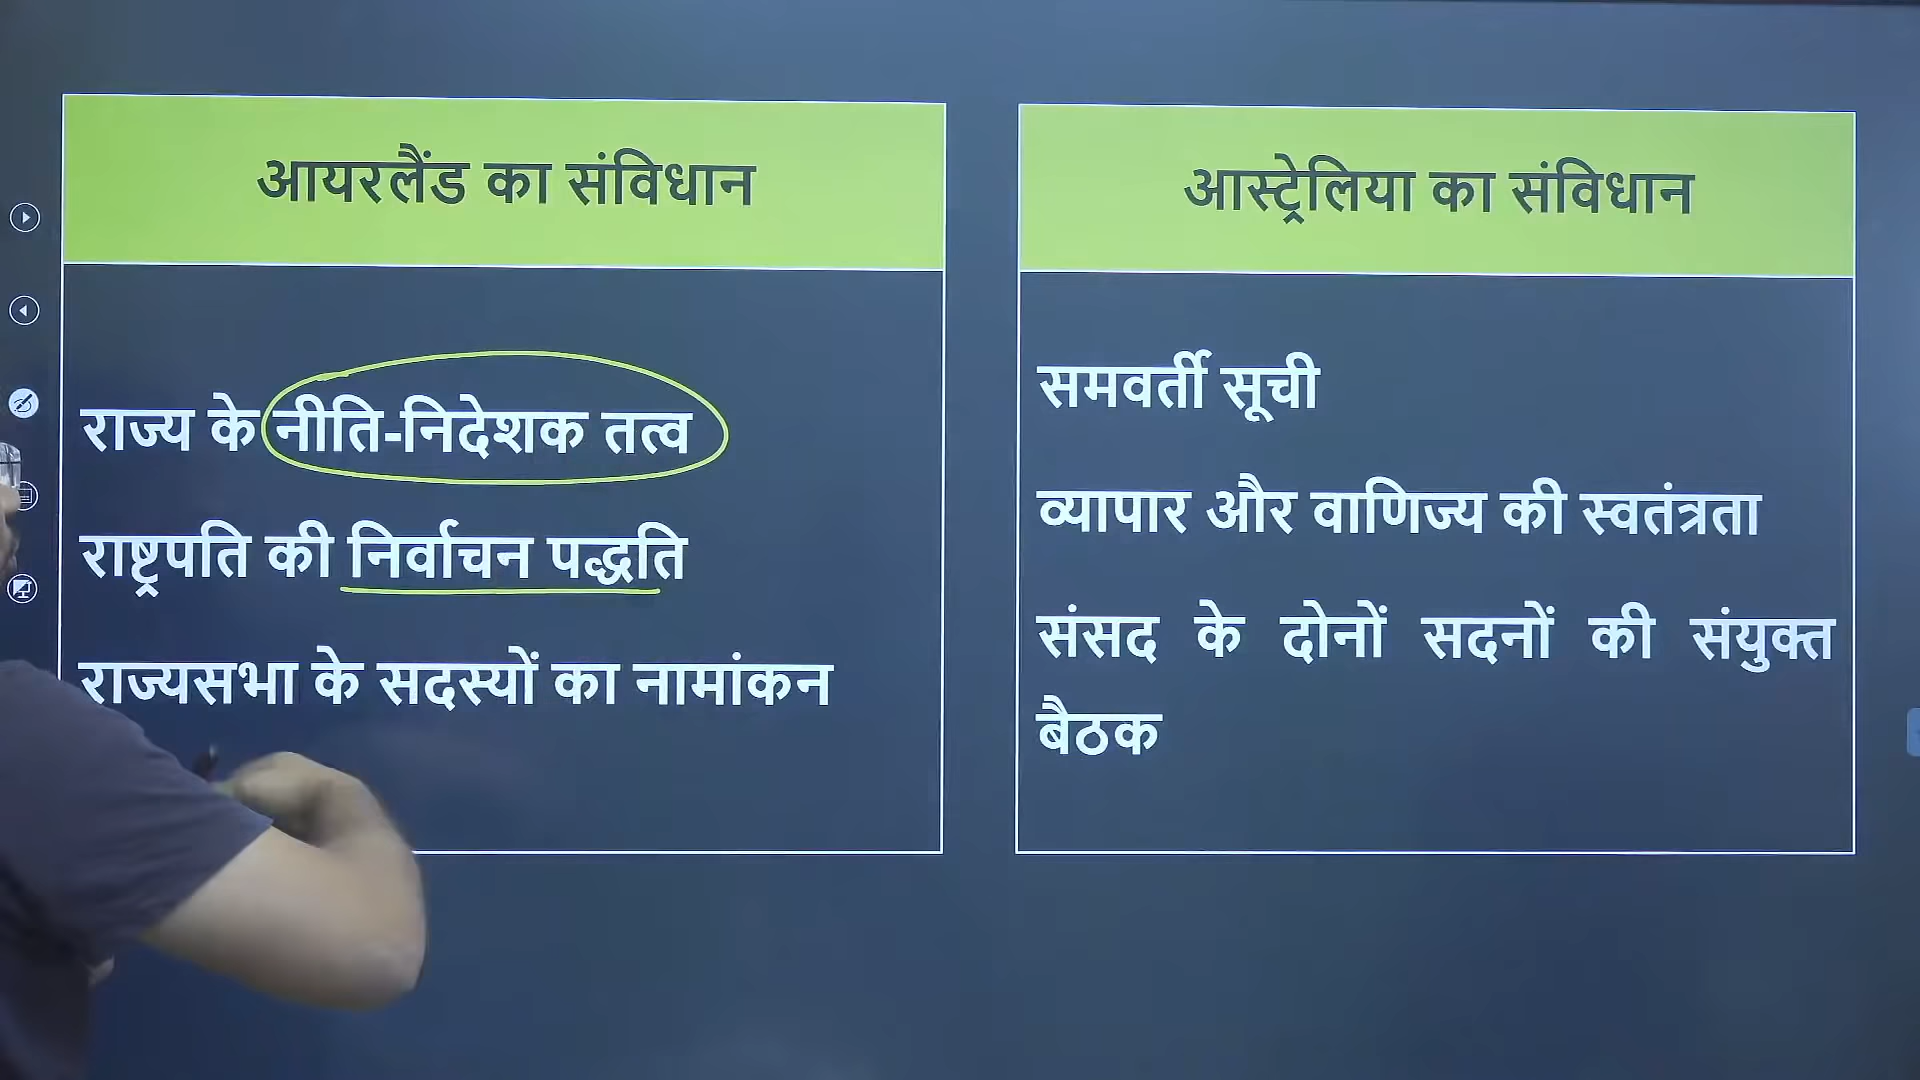 आयरलैंड का संविधान
राज्य के नीति-निदेशक तत्व
राष्ट्रपति की निर्वाचन पद्धति
राज्यसभा के सदस्यों का नामांकन
आस्ट्रेलिया का संविधान
समवर्ती सूची
व्यापार और वाणिज्य की स्वतंत्रता
संसद के दोनों सदनों की संयुक्त
बैठक